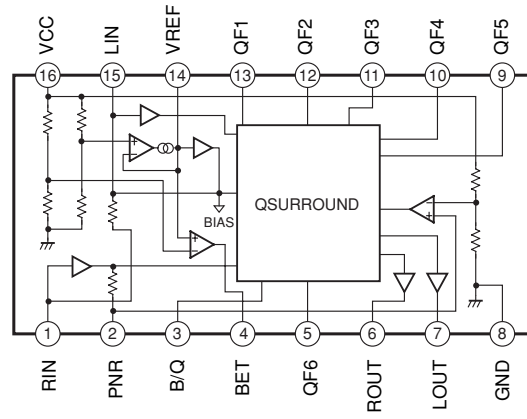 VCC LIN VREF QF1 QF2 QF3 QF4 QF5
16 15 14 13 12 11 10 9
+
−
BIAS
QSURROUND
−
+
+
−
1 2 3 4 5 6 7 8
RIN PNR B/Q BET QF6 ROUT LOUT GND